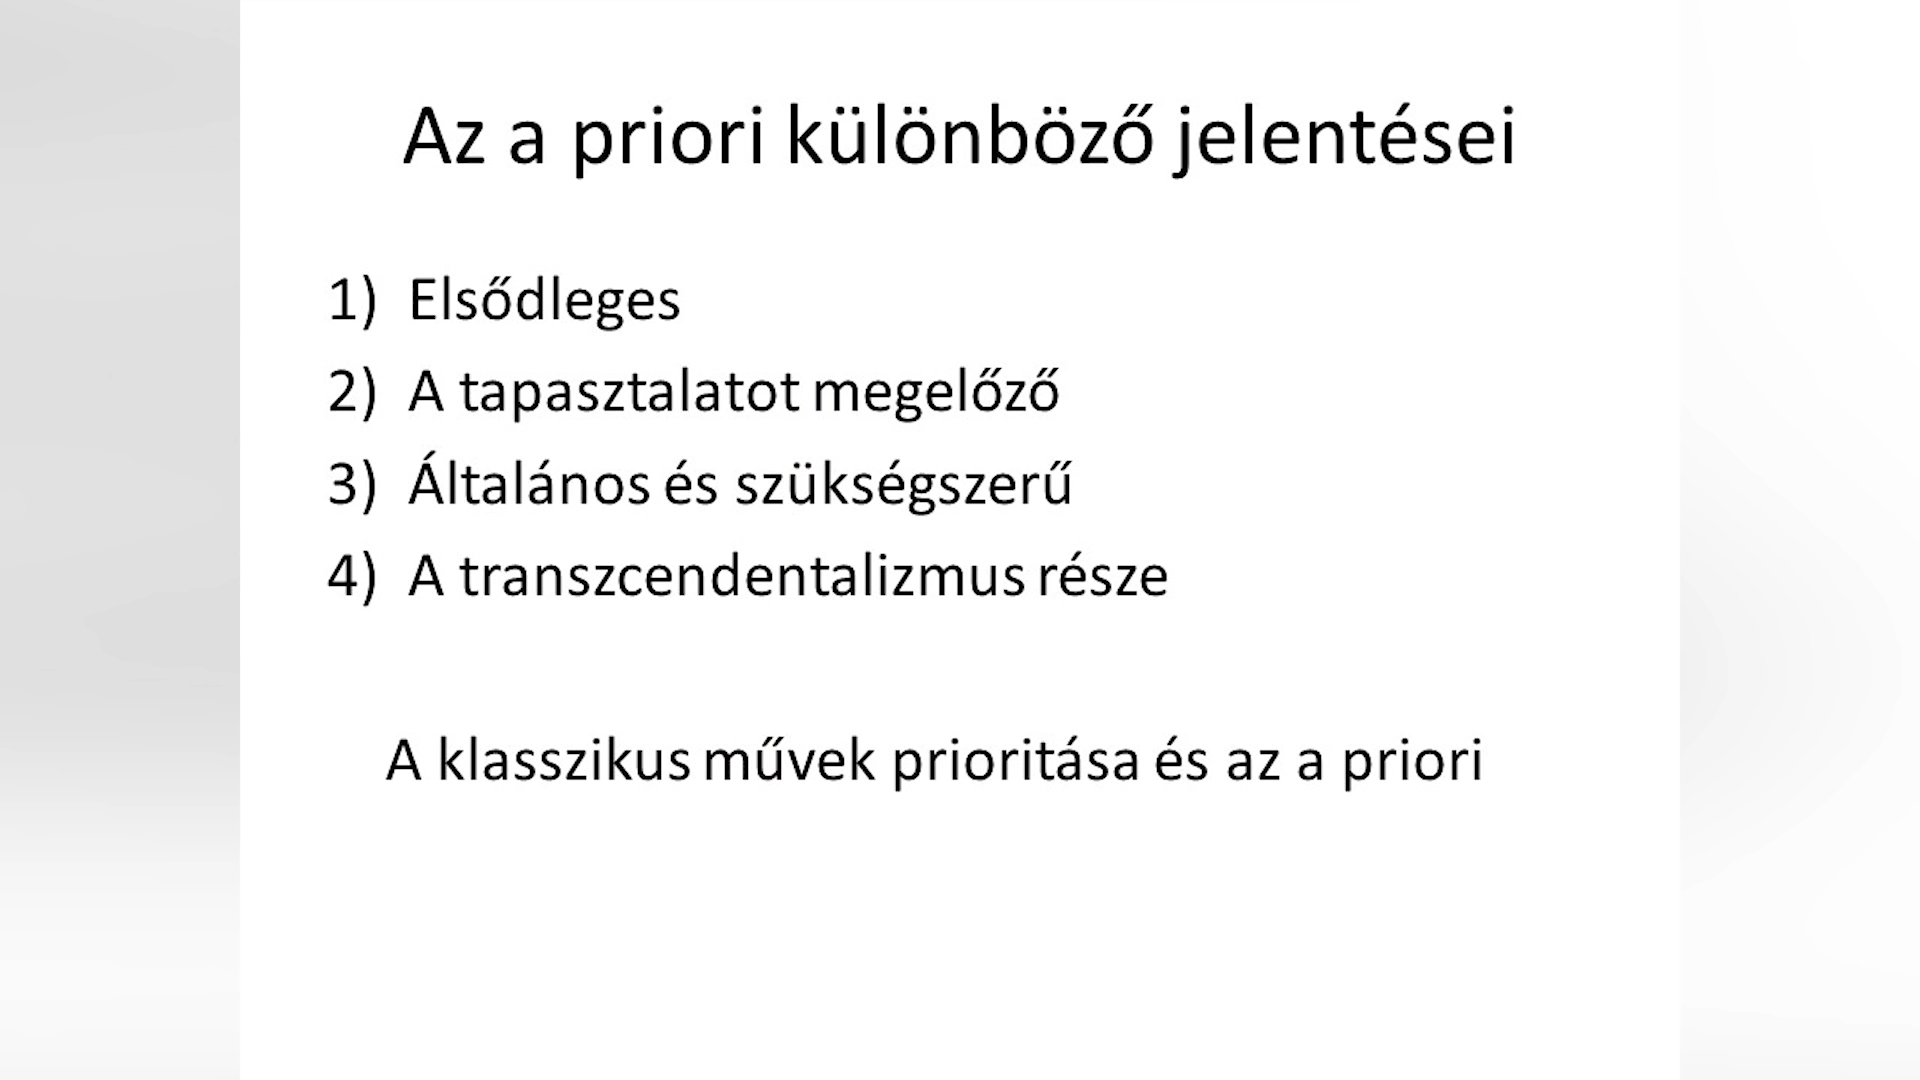 Az a priori különböző jelentései
1) Elsődleges
2) A tapasztalatot megelőző
3) Általános és szükségszerű
4) A transzcendentalizmus része
A klasszikus művek prioritása és az a priori